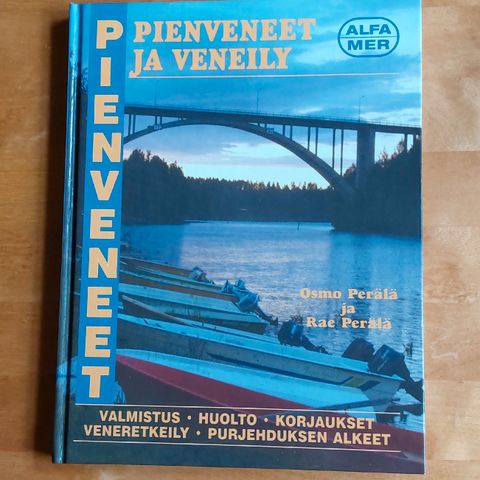 PIENVENEET
JA VENEILY
ALFA
MER
PIENVENEET
Osmo Perälä
ja
Rae Perälä
VALMISTUS • HUOLTO • KORJAUKSET
VENERETKEILY • PURJEHDUKSEN ALKEET